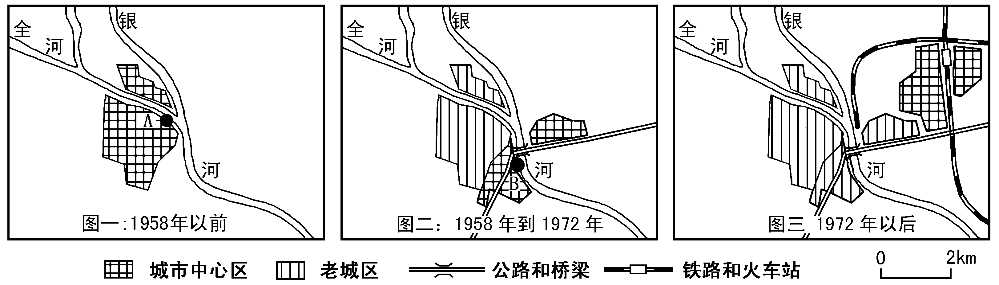 全
河
银
A
河
图一:1958年以前
全
河
银
B
河
图二: 1958 年到 1972 年
全
河
银
河
图三 1972 年以后
城市中心区
老城区
公路和桥梁
铁路和火车站
0 2km